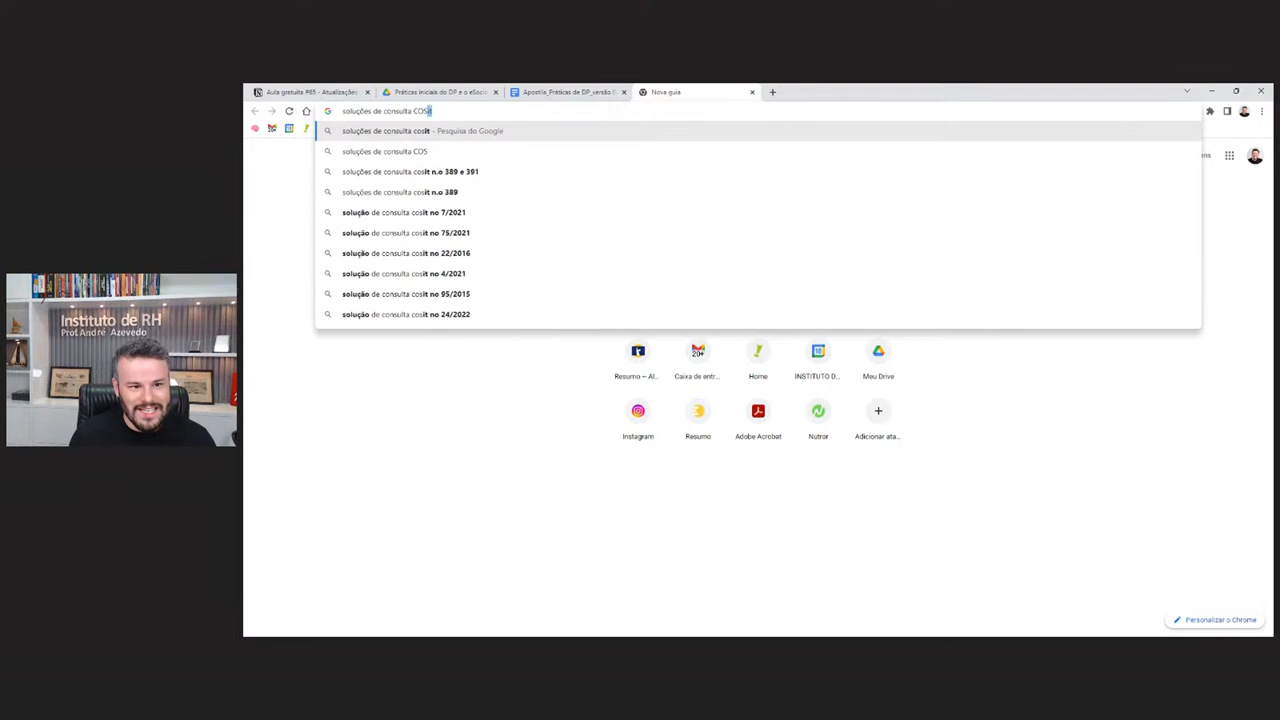 Aula gratuita #65 - Atualizações
Práticas iniciais do DP e o eSoci
Apostila_Práticas de DP_versão
Nova guia
soluções de consulta COSit
soluções de consulta cosit - Pesquisa do Google
soluções de consulta COS
soluções de consulta cosit n.o 389 e 391
soluções de consulta cosit n.o 389
solução de consulta cosit no 7/2021
solução de consulta cosit no 75/2021
solução de consulta cosit no 22/2016
solução de consulta cosit no 4/2021
solução de consulta cosit no 95/2015
solução de consulta cosit no 24/2022
ens
Instituto de RH
Prof. André Azevedo
20+
18
Resumo – Al...
Caixa de entr...
Home
INSTITUTO D...
Meu Drive
Instagram
Resumo
Adobe Acrobat
Nutror
Adicionar ata...
Personalizar o Chrome